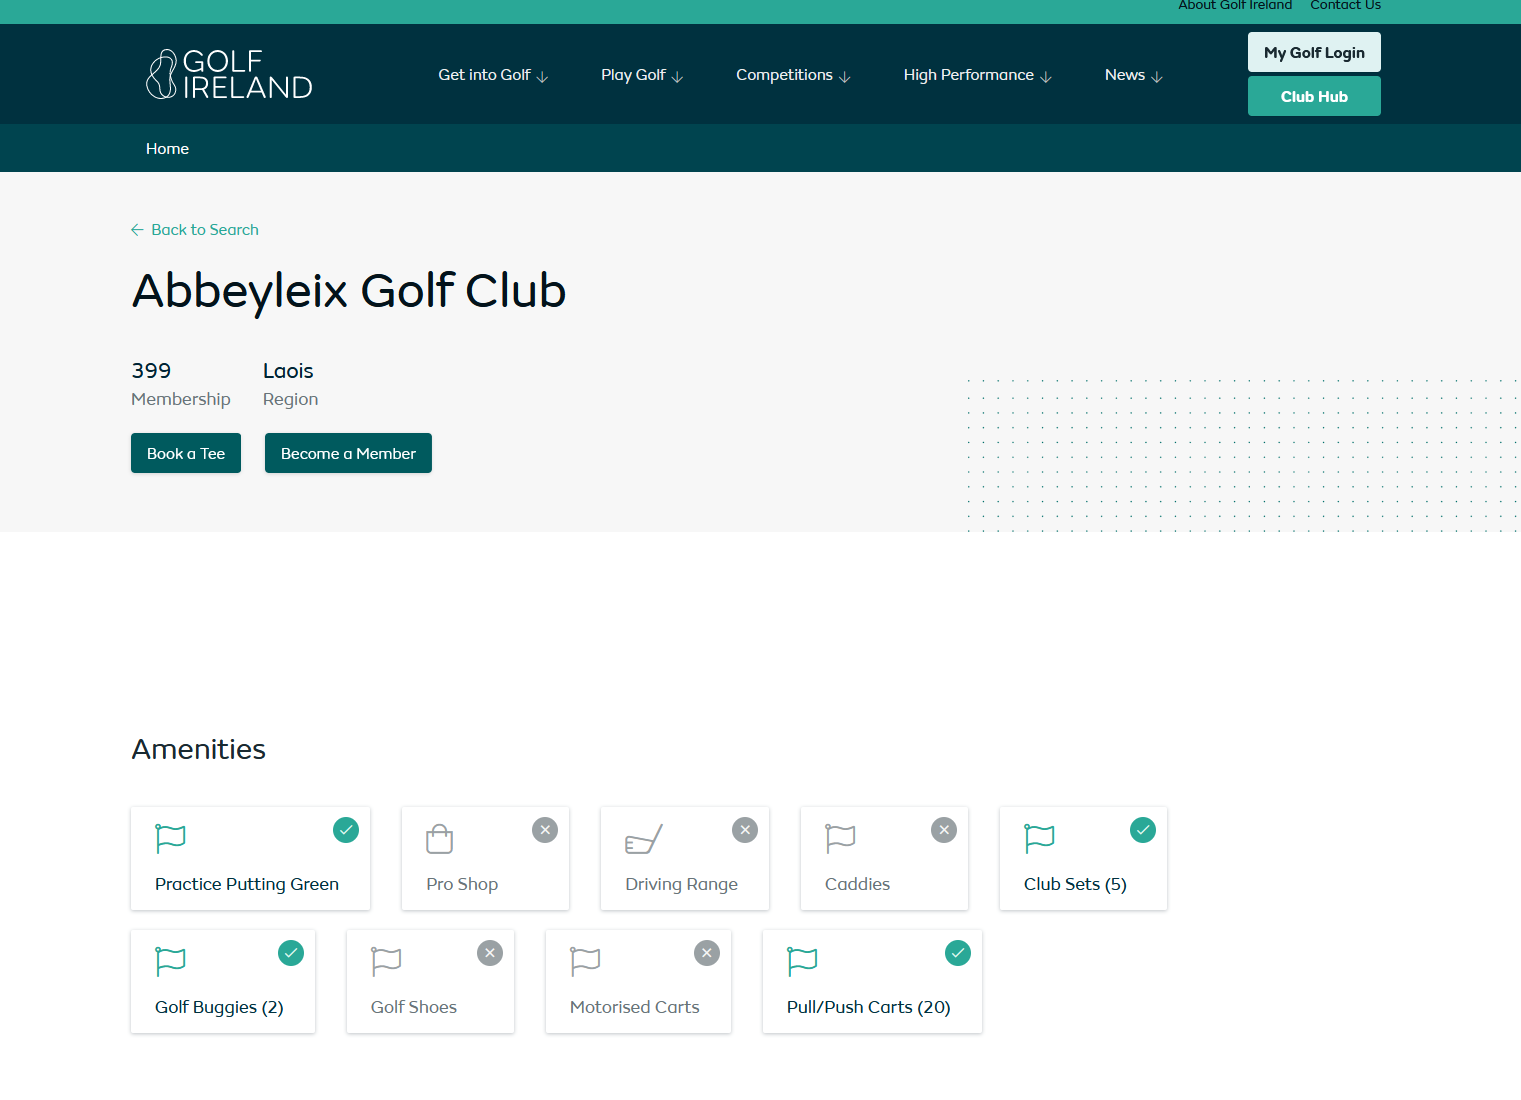 About Golf Ireland Contact Us
GOLF
IRELAND
Get into Golf Play Golf Competitions High Performance News
My Golf Login
Club Hub
Home
Back to Search
Abbeyleix Golf Club
399 Laois
Membership Region
Book a Tee Become a Member
Amenities
Practice Putting Green Pro Shop Driving Range Caddies Club Sets (5)
Golf Buggies (2) Golf Shoes Motorised Carts Pull/Push Carts (20)